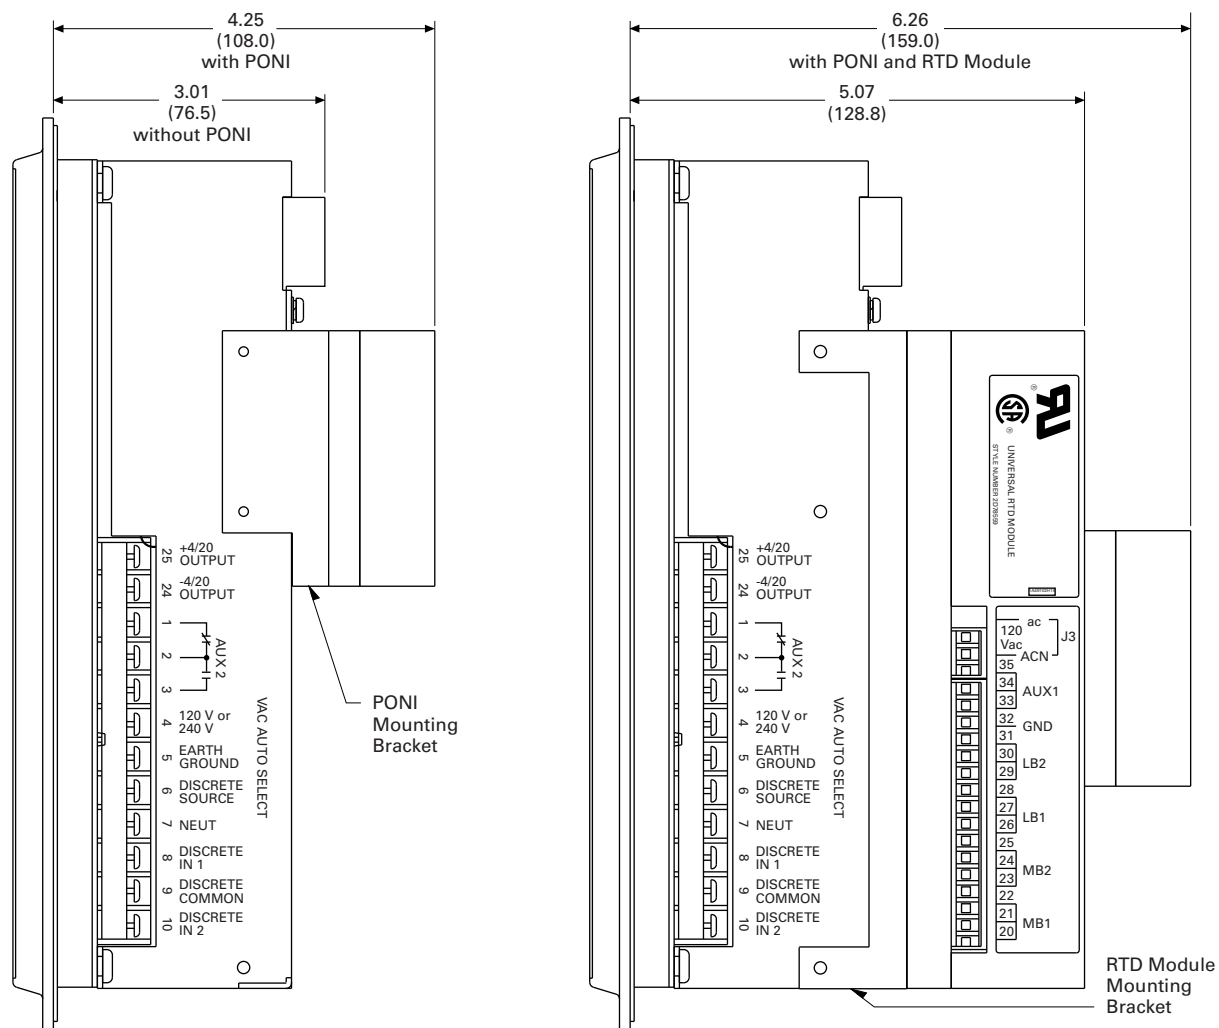 4.25
(108.0)
with PONI
3.01
(76.5)
without PONI
25
+4/20
OUTPUT
24
-4/20
OUTPUT
1
2
3
AUX 2
4
120 V or
240 V
VAC AUTO SELECT
5
EARTH
GROUND
6
DISCRETE
SOURCE
7
NEUT
8
DISCRETE
IN 1
9
DISCRETE
COMMON
10
DISCRETE
IN 2
PONI
Mounting
Bracket
6.26
(159.0)
with PONI and RTD Module
5.07
(128.8)
25
+4/20
OUTPUT
24
-4/20
OUTPUT
1
2
3
AUX 2
4
120 V or
240 V
VAC AUTO SELECT
5
EARTH
GROUND
6
DISCRETE
SOURCE
7
NEUT
8
DISCRETE
IN 1
9
DISCRETE
COMMON
10
DISCRETE
IN 2
®
®
UNIVERSAL RTD MODULE
STYLE NUMBER 2D78559
ac
120
Vac
J3
ACN
35
34
AUX1
33
32
GND
31
30
LB2
29
28
27
LB1
26
25
24
MB2
23
22
21
MB1
20
RTD Module
Mounting
Bracket